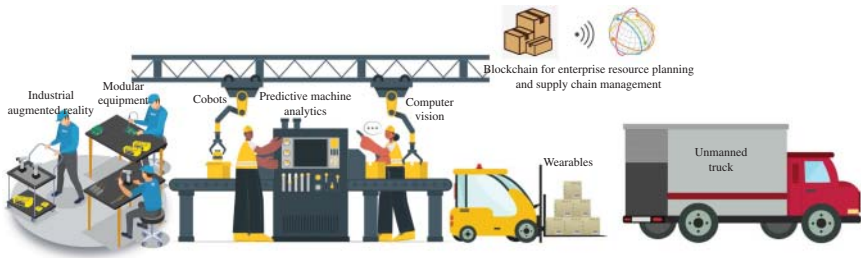 Blockchain for enterprise resource planning
and supply chain management
Industrial
augmented reality
Modular
equipment
Cobots
Predictive machine
analytics
Computer
vision
Wearables
Unmanned
truck